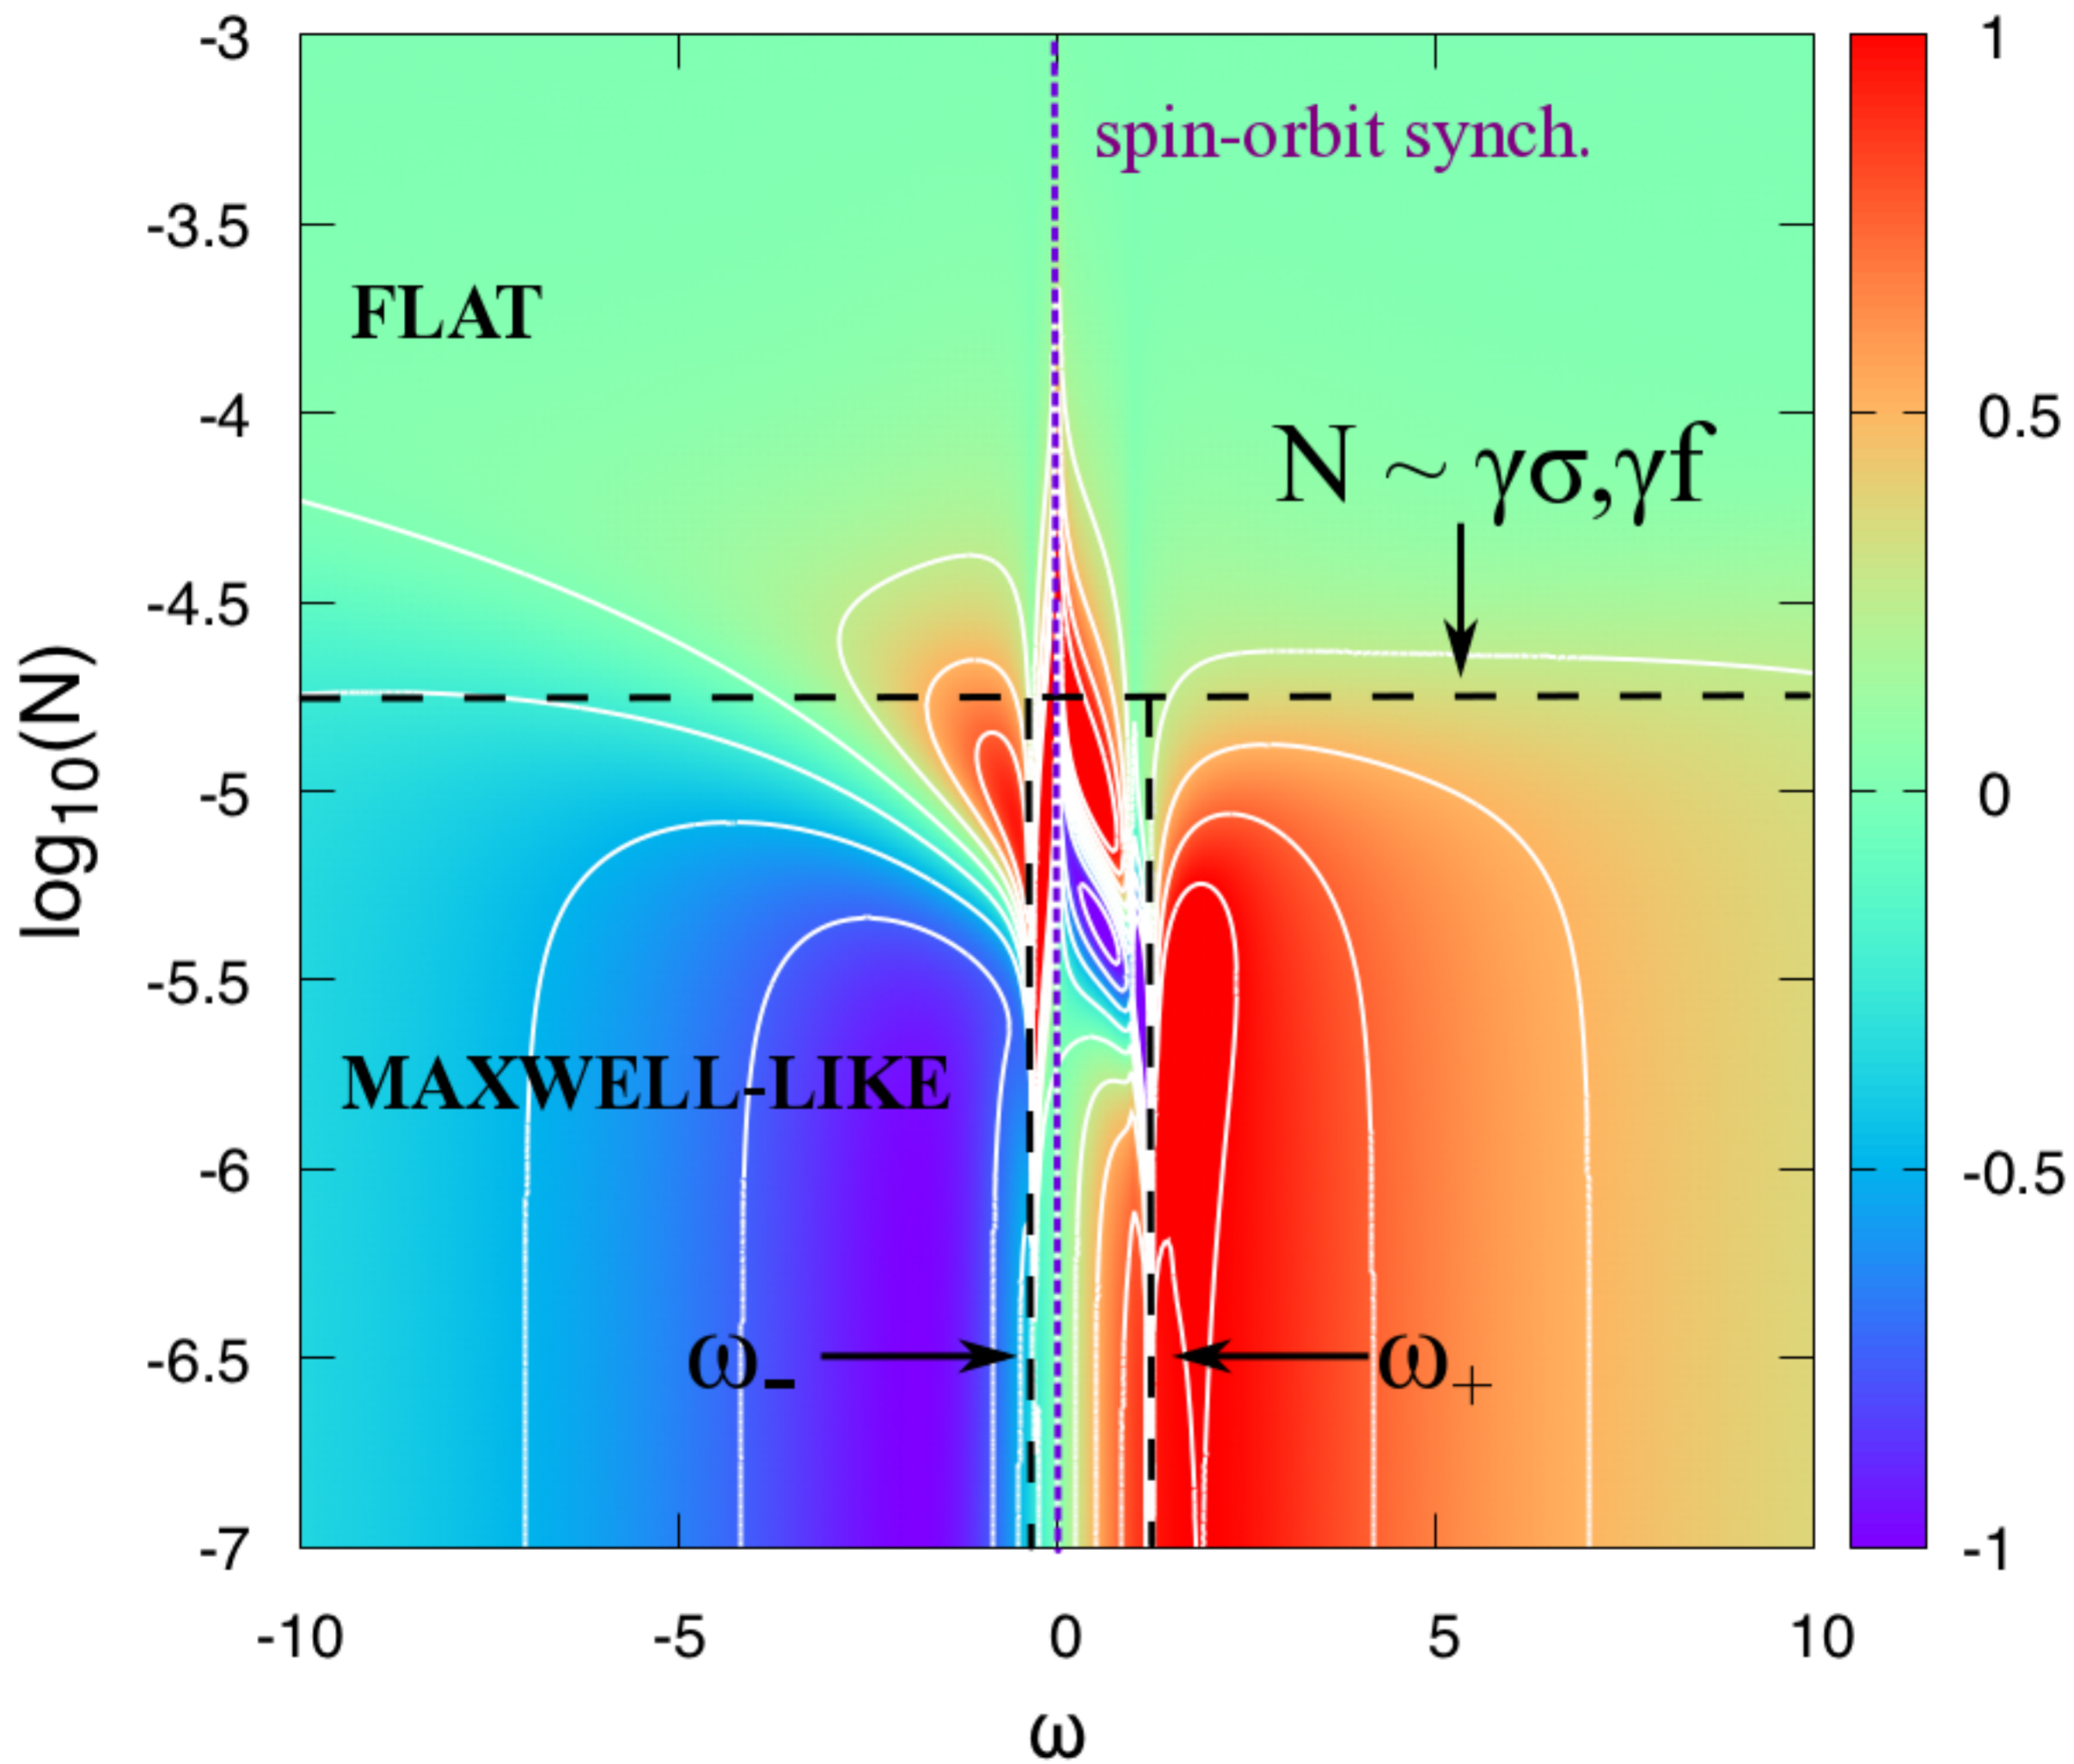 -3
1
spin-orbit synch.
-3.5
FLAT
-4
0.5
N ~ γσ,γf
-4.5
log10(N)
-5
0
-5.5
MAXWELL-LIKE
-6
-0.5
-6.5
ω-
ω+
-7
-1
-10
-5
0
5
10
ω